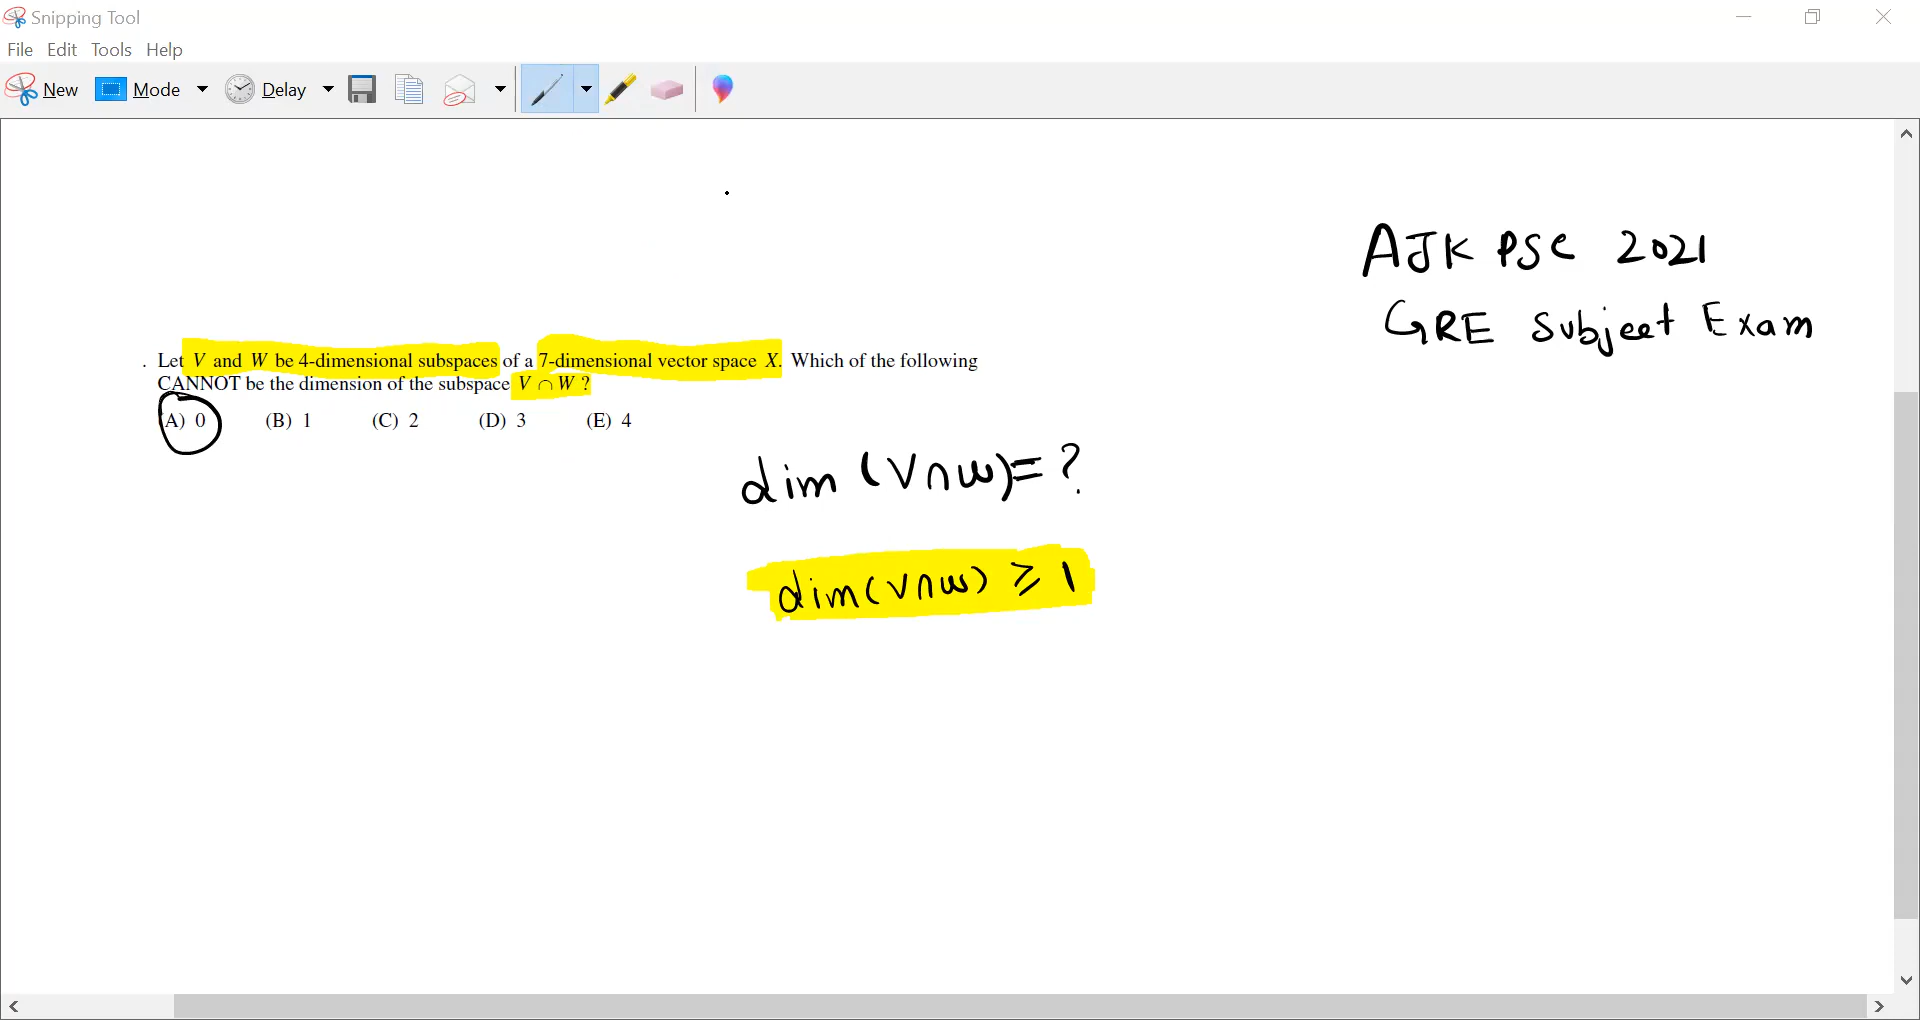 Snipping Tool
File Edit Tools Help
New Mode Delay
AJK PSC 2021
GRE Subject Exam
. Let V and W be 4-dimensional subspaces of a 7-dimensional vector space X. Which of the following
CANNOT be the dimension of the subspace V ∩ W ?
(A) 0 (B) 1 (C) 2 (D) 3 (E) 4
dim (V∩W)= ?
dim(V∩W) ≥ 1